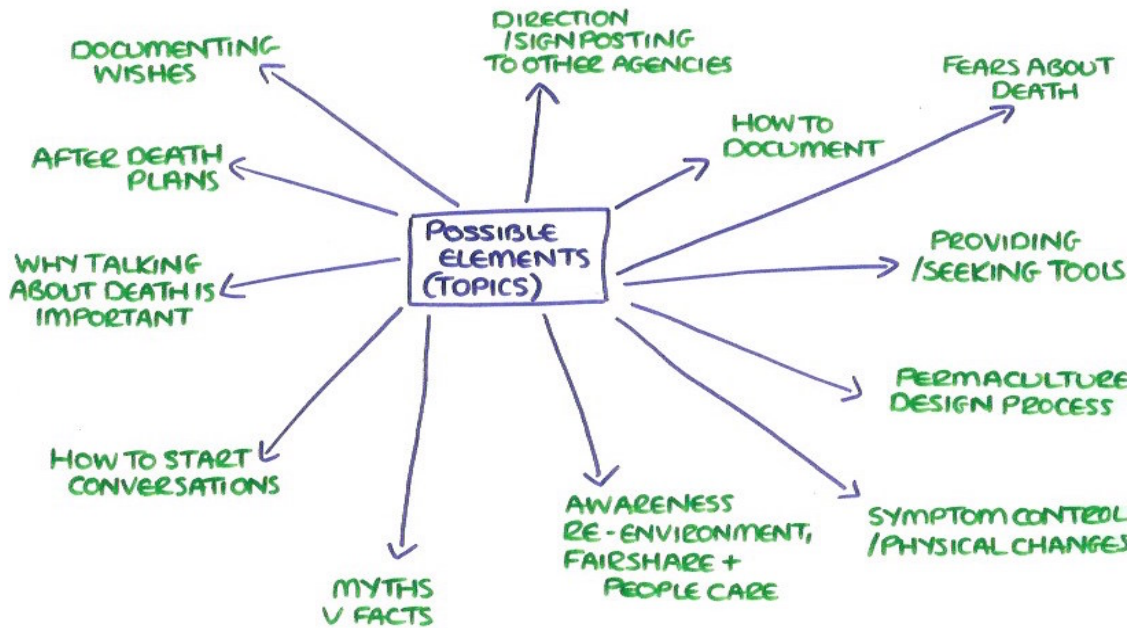 POSSIBLE
ELEMENTS
(TOPICS)
DIRECTION
/SIGNPOSTING
TO OTHER AGENCIES
HOW TO
DOCUMENT
FEARS ABOUT
DEATH
PROVIDING
/SEEKING TOOLS
PERMACULTURE
DESIGN PROCESS
SYMPTOM CONTROL
/PHYSICAL CHANGES
AWARENESS
RE-ENVIRONMENT,
FAIRSHARE +
PEOPLE CARE
MYTHS
V FACTS
HOW TO START
CONVERSATIONS
WHY TALKING
ABOUT DEATH IS
IMPORTANT
AFTER DEATH
PLANS
DOCUMENTING
WISHES